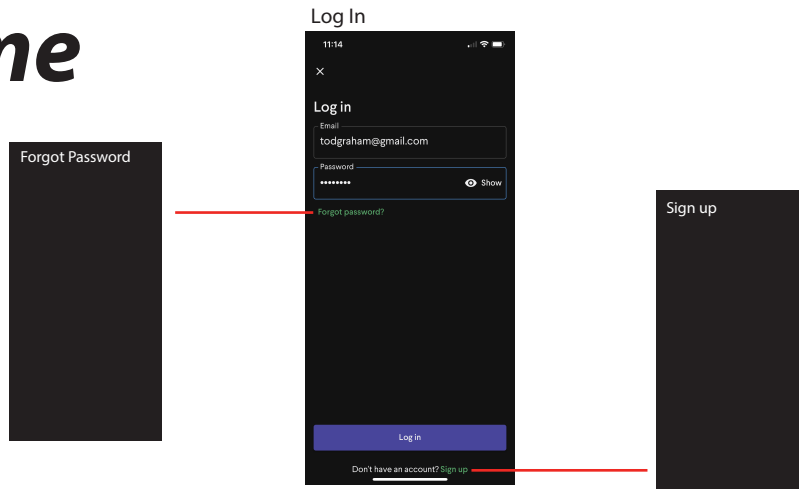 ne
Log In
11:14
Log in
Email
todgraham@gmail.com
Password
••••••••
Show
Forgot password?
Log in
Don't have an account? Sign up
Forgot Password
Sign up